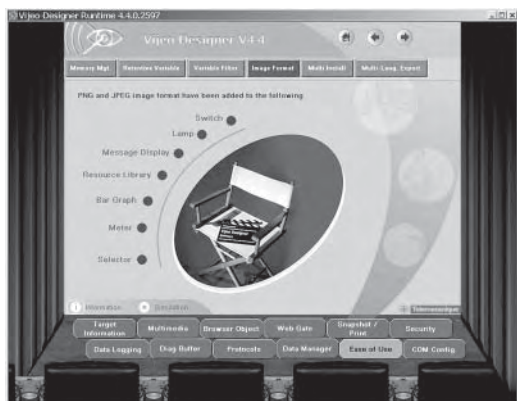 Vijeo Designer Runtime 4.4.0.2597
Vijeo Designer V4.4
Memory Mgt. Retentive Variable Variable Filter Image Format Multi Install Multi-Lang. Export
PNG and JPEG image format have been added to the following
Switch
Lamp
Message Display
Resource Library
Bar Graph
Meter
Selector
Information Simulation Telemecanique
Target Information Multimedia Browser Object Web Gate Snapshot / Print Security
Data Logging Diag Buffer Protocols Data Manager Ease of Use COM Config